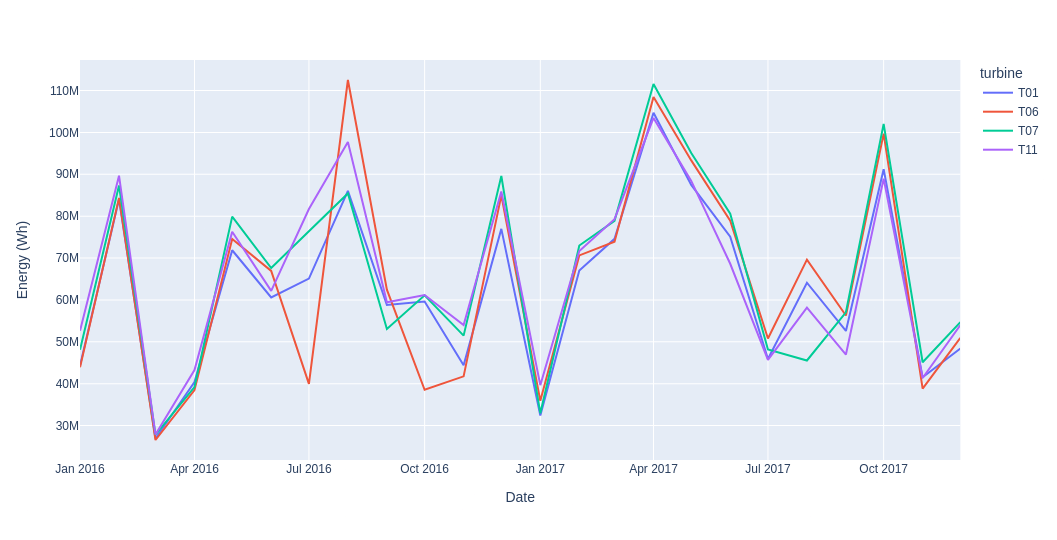 turbine
T01
T06
T07
T11
110M
100M
90M
80M
70M
60M
50M
40M
30M
Energy (Wh)
Jan 2016 Apr 2016 Jul 2016 Oct 2016 Jan 2017 Apr 2017 Jul 2017 Oct 2017
Date